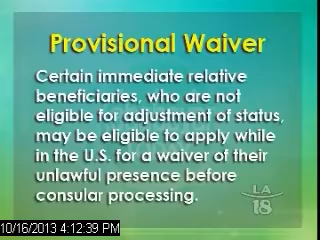 Provisional Waiver
Certain immediate relative
beneficiaries, who are not
eligible for adjustment of status,
may be eligible to apply while
in the U.S. for a waiver of their
unlawful presence before
consular processing.
LA
18
10/16/2013 4:12:39 PM